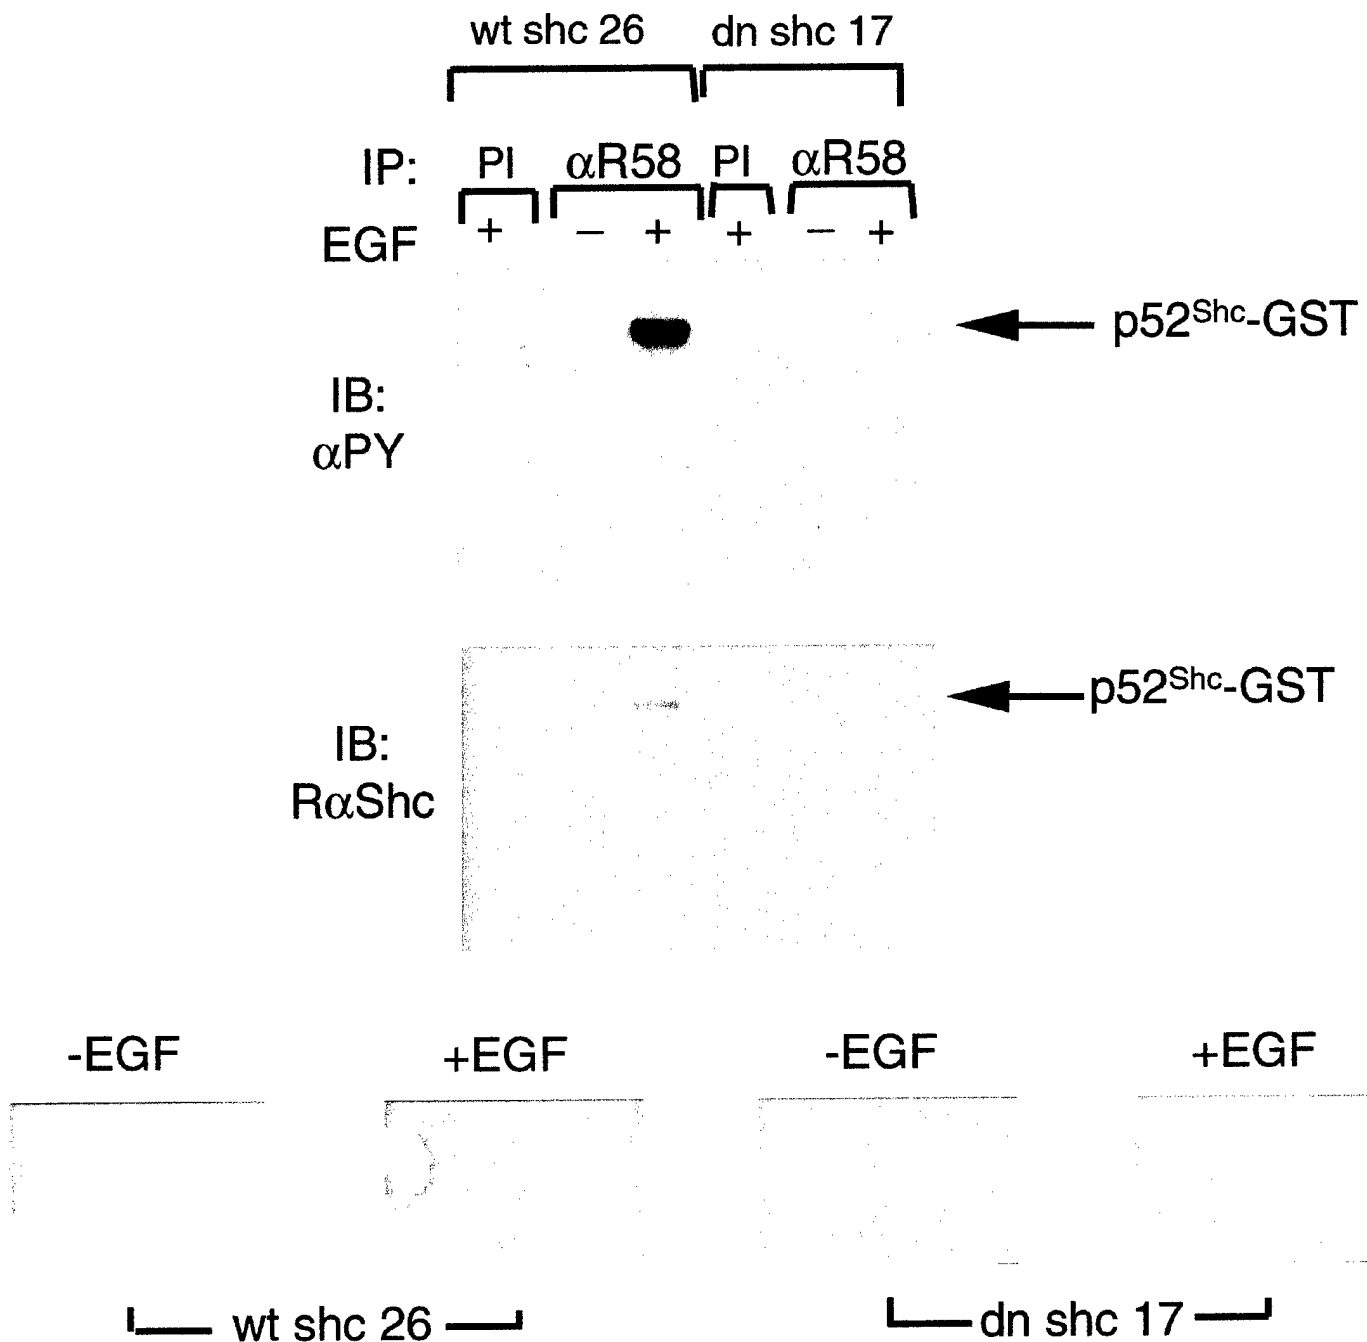 wt shc 26 dn shc 17
IP: PI αR58 PI αR58
EGF + − + + − +
p52Shc-GST
IB:
αPY
p52Shc-GST
IB:
RαShc
-EGF +EGF -EGF +EGF
wt shc 26 dn shc 17